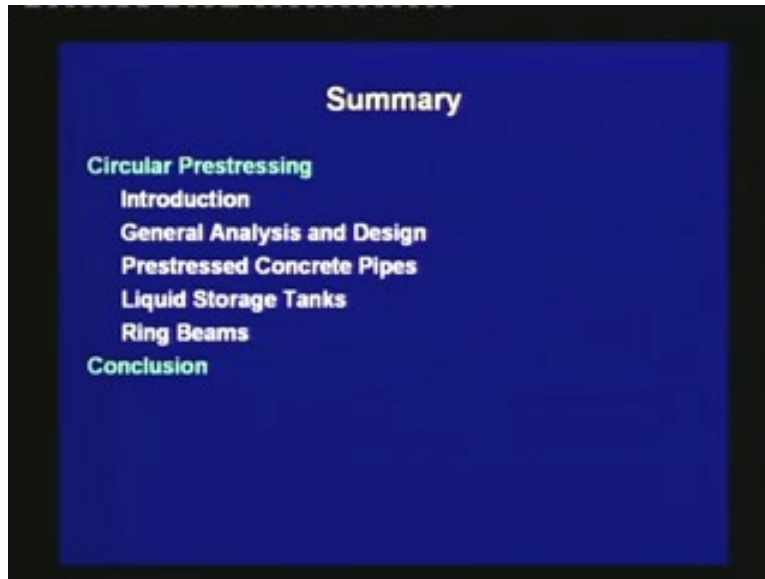 Summary
Circular Prestressing
Introduction
General Analysis and Design
Prestressed Concrete Pipes
Liquid Storage Tanks
Ring Beams
Conclusion